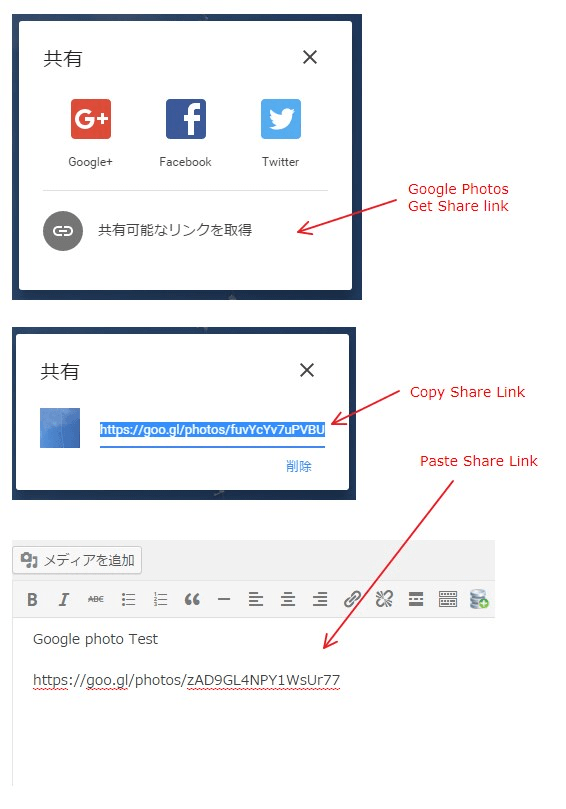 共有
Google+ Facebook Twitter
共有可能なリンクを取得
Google Photos
Get Share link
共有
https://goo.gl/photos/fuvYcYv7uPVBU
削除
Copy Share Link
Paste Share Link
メディアを追加
B I ABC
Google photo Test
https://goo.gl/photos/zAD9GL4NPY1WsUr77